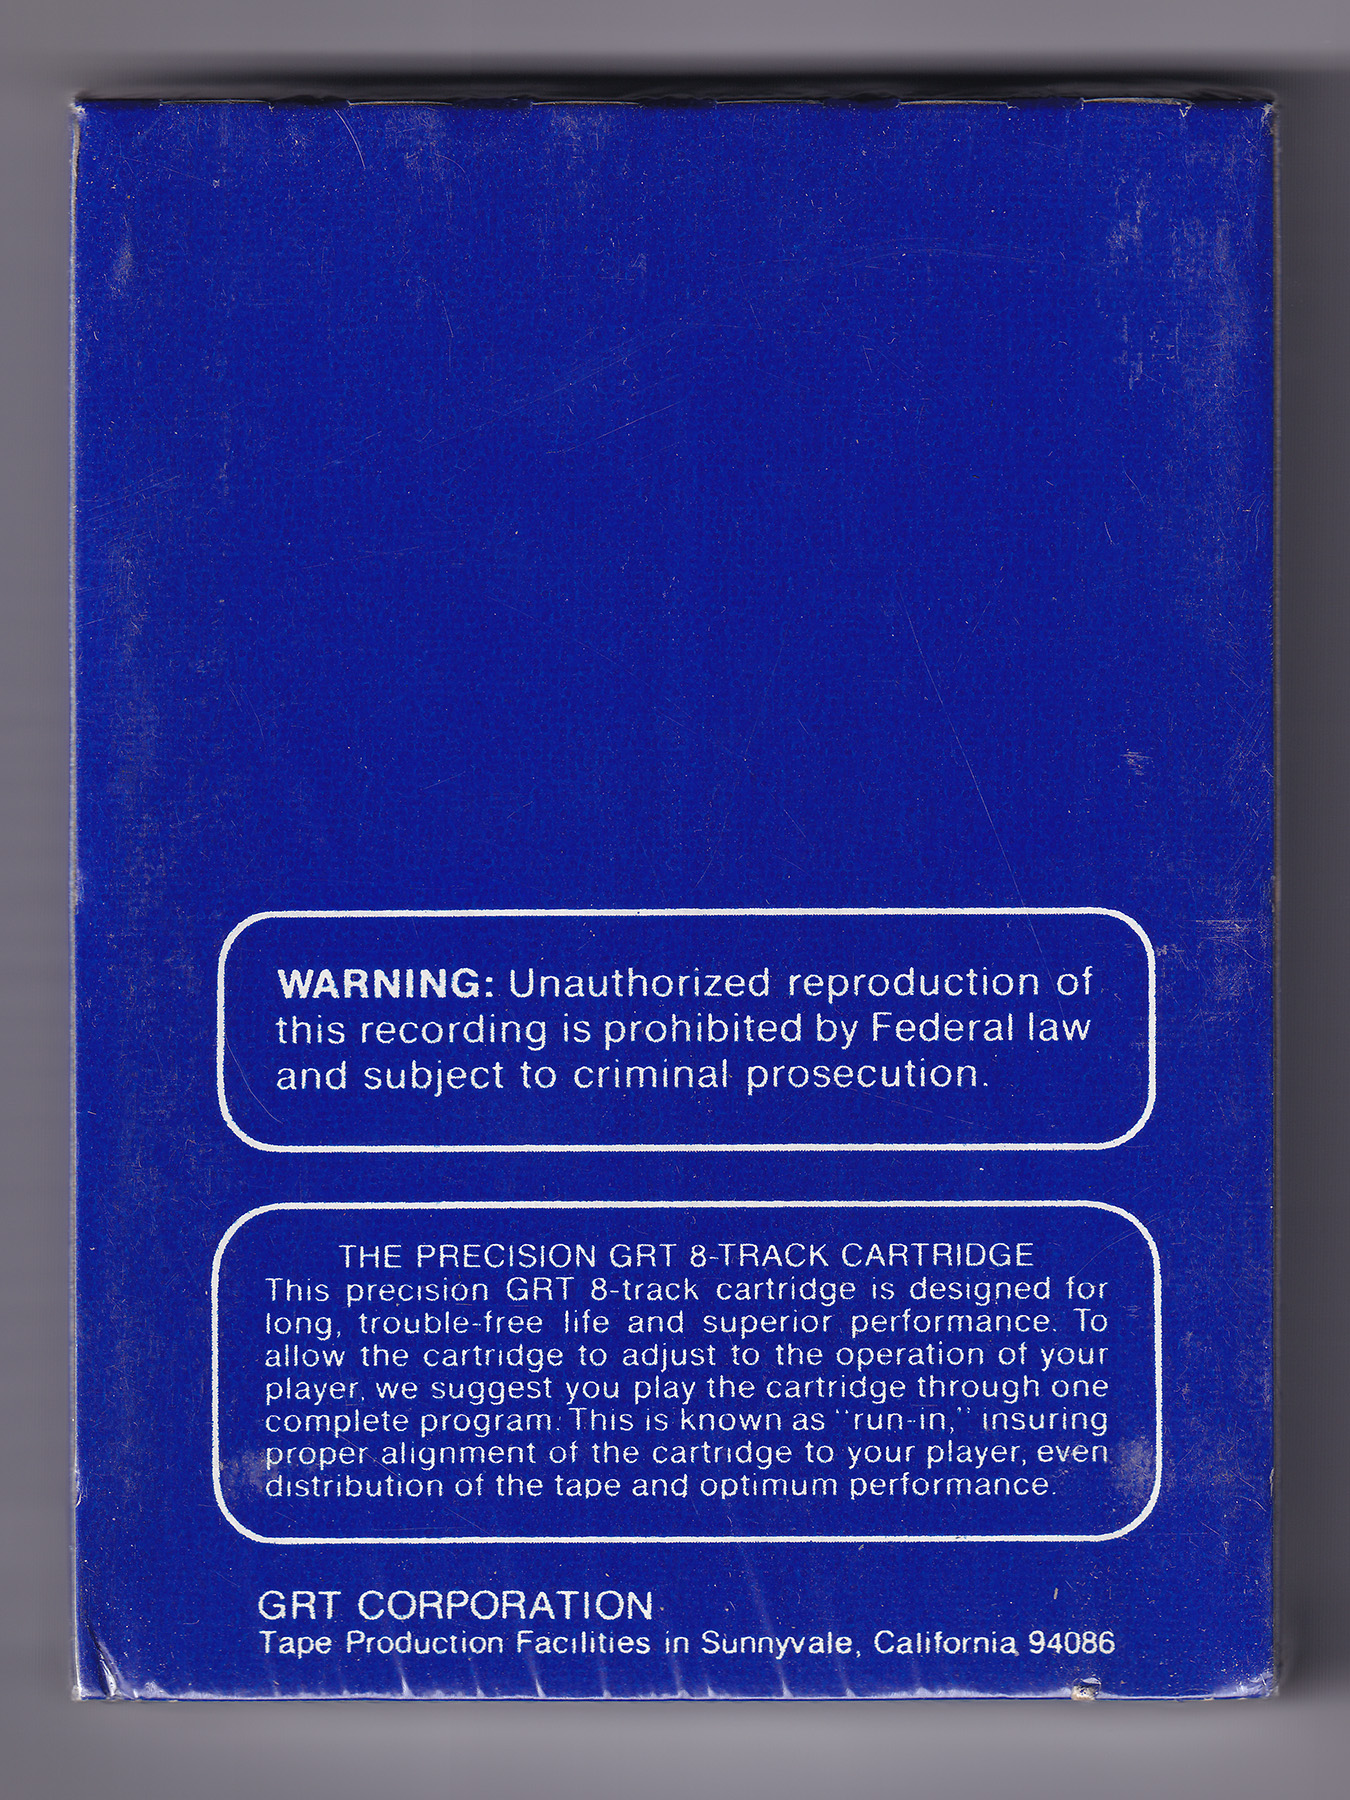 WARNING: Unauthorized reproduction of
this recording is prohibited by Federal law
and subject to criminal prosecution.
THE PRECISION GRT 8-TRACK CARTRIDGE
This precision GRT 8-track cartridge is designed for
long, trouble-free life and superior performance. To
allow the cartridge to adjust to the operation of your
player, we suggest you play the cartridge through one
complete program. This is known as "run-in," insuring
proper alignment of the cartridge to your player, even
distribution of the tape and optimum performance.
GRT CORPORATION
Tape Production Facilities in Sunnyvale, California 94086